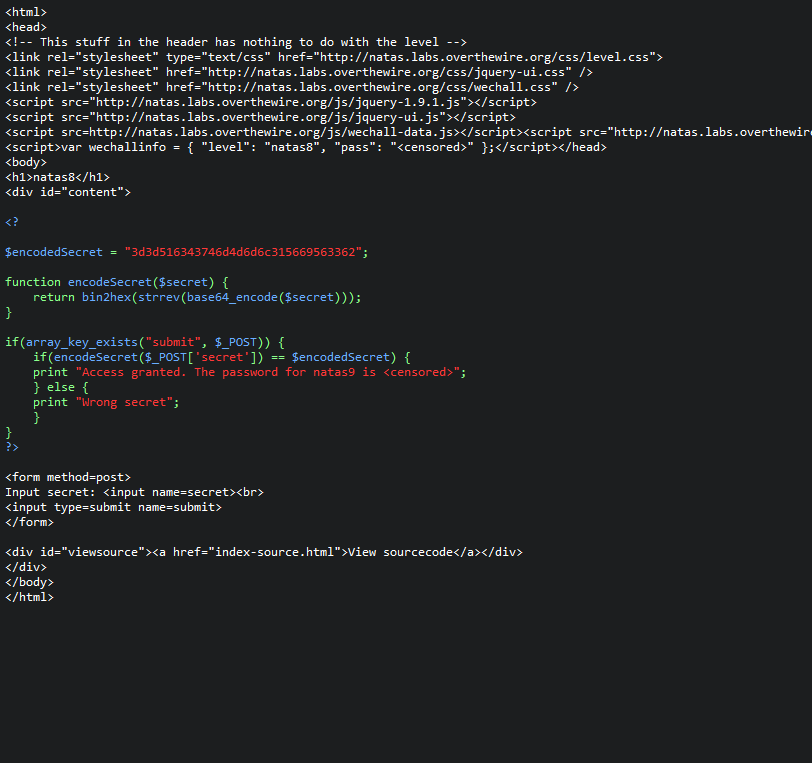 <html>
<head>
<!-- This stuff in the header has nothing to do with the level -->
<link rel="stylesheet" type="text/css" href="http://natas.labs.overthewire.org/css/level.css">
<link rel="stylesheet" href="http://natas.labs.overthewire.org/css/jquery-ui.css" />
<link rel="stylesheet" href="http://natas.labs.overthewire.org/css/wechall.css" />
<script src="http://natas.labs.overthewire.org/js/jquery-1.9.1.js"></script>
<script src="http://natas.labs.overthewire.org/js/jquery-ui.js"></script>
<script src=http://natas.labs.overthewire.org/js/wechall-data.js></script><script src="http://natas.labs.overthewire
<script>var wechallinfo = { "level": "natas8", "pass": "<censored>" };</script></head>
<body>
<h1>natas8</h1>
<div id="content">

<?

$encodedSecret = "3d3d516343746d4d6d6c315669563362";

function encodeSecret($secret) {
    return bin2hex(strrev(base64_encode($secret)));
}

if(array_key_exists("submit", $_POST)) {
    if(encodeSecret($_POST['secret']) == $encodedSecret) {
    print "Access granted. The password for natas9 is <censored>";
    } else {
    print "Wrong secret";
    }
}
?>

<form method=post>
Input secret: <input name=secret><br>
<input type=submit name=submit>
</form>

<div id="viewsource"><a href="index-source.html">View sourcecode</a></div>
</div>
</body>
</html>